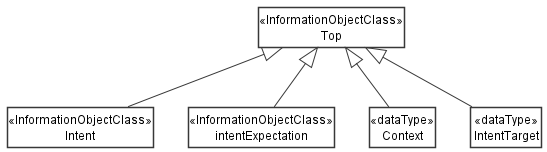 «InformationObjectClass»
Top
«InformationObjectClass»
Intent
«InformationObjectClass»
intentExpectation
«dataType»
Context
«dataType»
IntentTarget